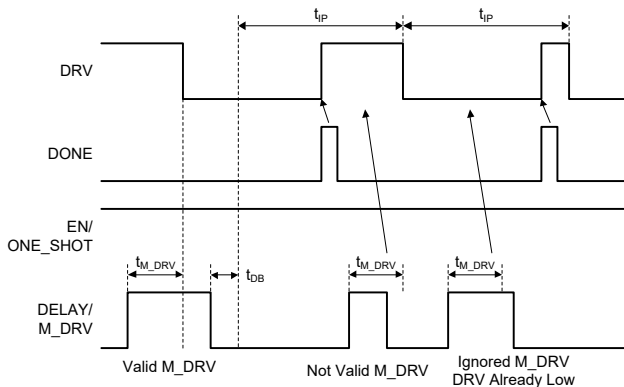 tIP
tIP
DRV
DONE
EN/
ONE_SHOT
tM_DRV
tDB
tM_DRV
tM_DRV
DELAY/
M_DRV
Valid M_DRV
Not Valid M_DRV
Ignored M_DRV
DRV Already Low